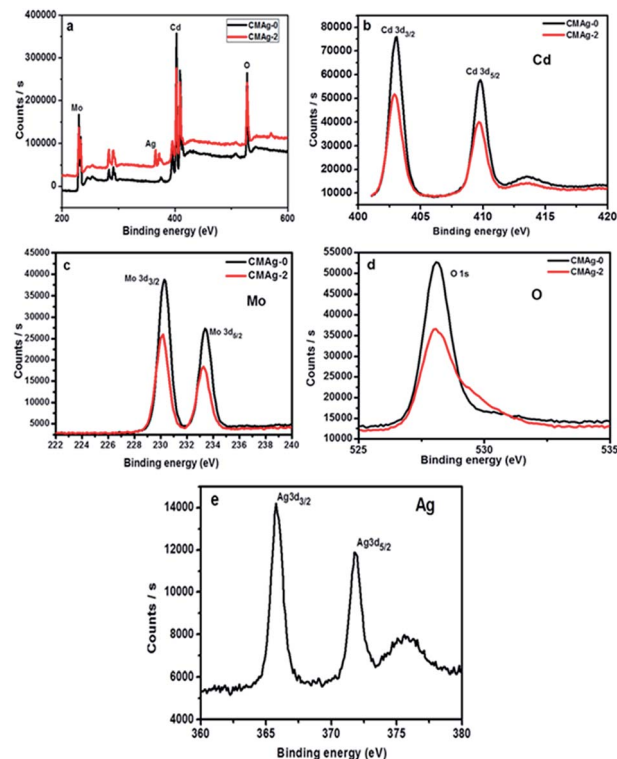 a
CMAg-0
CMAg-2
400000
300000
200000
100000
0
200
400
600
Mo
Ag
Cd
O
Counts / s
Binding energy (eV)
b
CMAg-0
CMAg-2
Cd 3d3/2
Cd 3d5/2
Cd
80000
70000
60000
50000
40000
30000
20000
10000
400
405
410
415
420
Counts / s
Binding energy (eV)
c
CMAg-0
CMAg-2
Mo 3d3/2
Mo 3d5/2
Mo
45000
40000
35000
30000
25000
20000
15000
10000
5000
222
224
226
228
230
232
234
236
238
240
Counts / s
Binding energy (eV)
d
CMAg-0
CMAg-2
O 1s
O
55000
50000
45000
40000
35000
30000
25000
20000
15000
10000
525
530
535
Counts / s
Binding energy (eV)
e
Ag3d3/2
Ag3d5/2
Ag
14000
12000
10000
8000
6000
4000
360
365
370
375
380
Counts / s
Binding energy (eV)